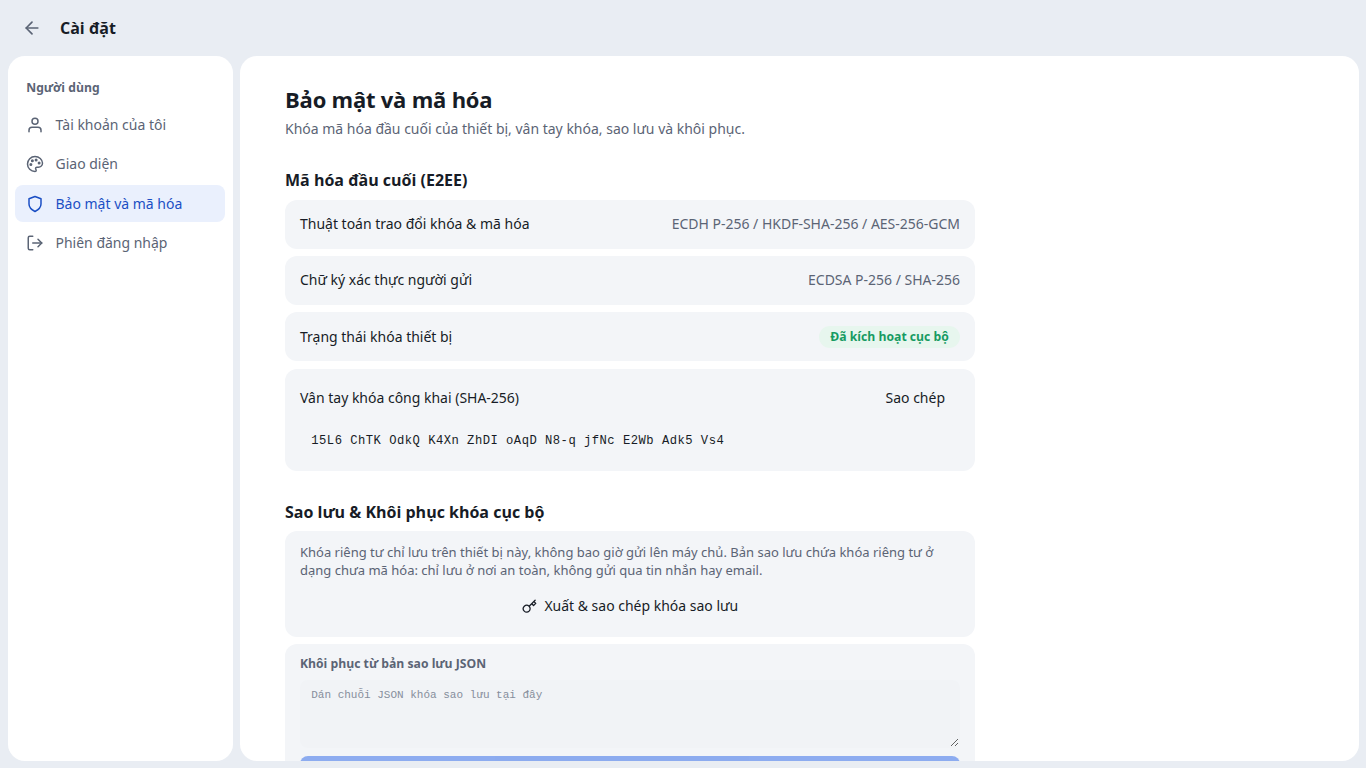 Cài đặt
Người dùng
Tài khoản của tôi
Giao diện
Bảo mật và mã hóa
Phiên đăng nhập
Bảo mật và mã hóa
Khóa mã hóa đầu cuối của thiết bị, vân tay khóa, sao lưu và khôi phục.
Mã hóa đầu cuối (E2EE)
Thuật toán trao đổi khóa & mã hóa
ECDH P-256 / HKDF-SHA-256 / AES-256-GCM
Chữ ký xác thực người gửi
ECDSA P-256 / SHA-256
Trạng thái khóa thiết bị
Đã kích hoạt cục bộ
Vân tay khóa công khai (SHA-256)
Sao chép
15L6 ChTK OdkQ K4Xn ZhDI oAqD N8-q jfNc E2Wb Adk5 Vs4
Sao lưu & Khôi phục khóa cục bộ
Khóa riêng tư chỉ lưu trên thiết bị này, không bao giờ gửi lên máy chủ. Bản sao lưu chứa khóa riêng tư ở
dạng chưa mã hóa: chỉ lưu ở nơi an toàn, không gửi qua tin nhắn hay email.
Xuất & sao chép khóa sao lưu
Khôi phục từ bản sao lưu JSON
Dán chuỗi JSON khóa sao lưu tại đây